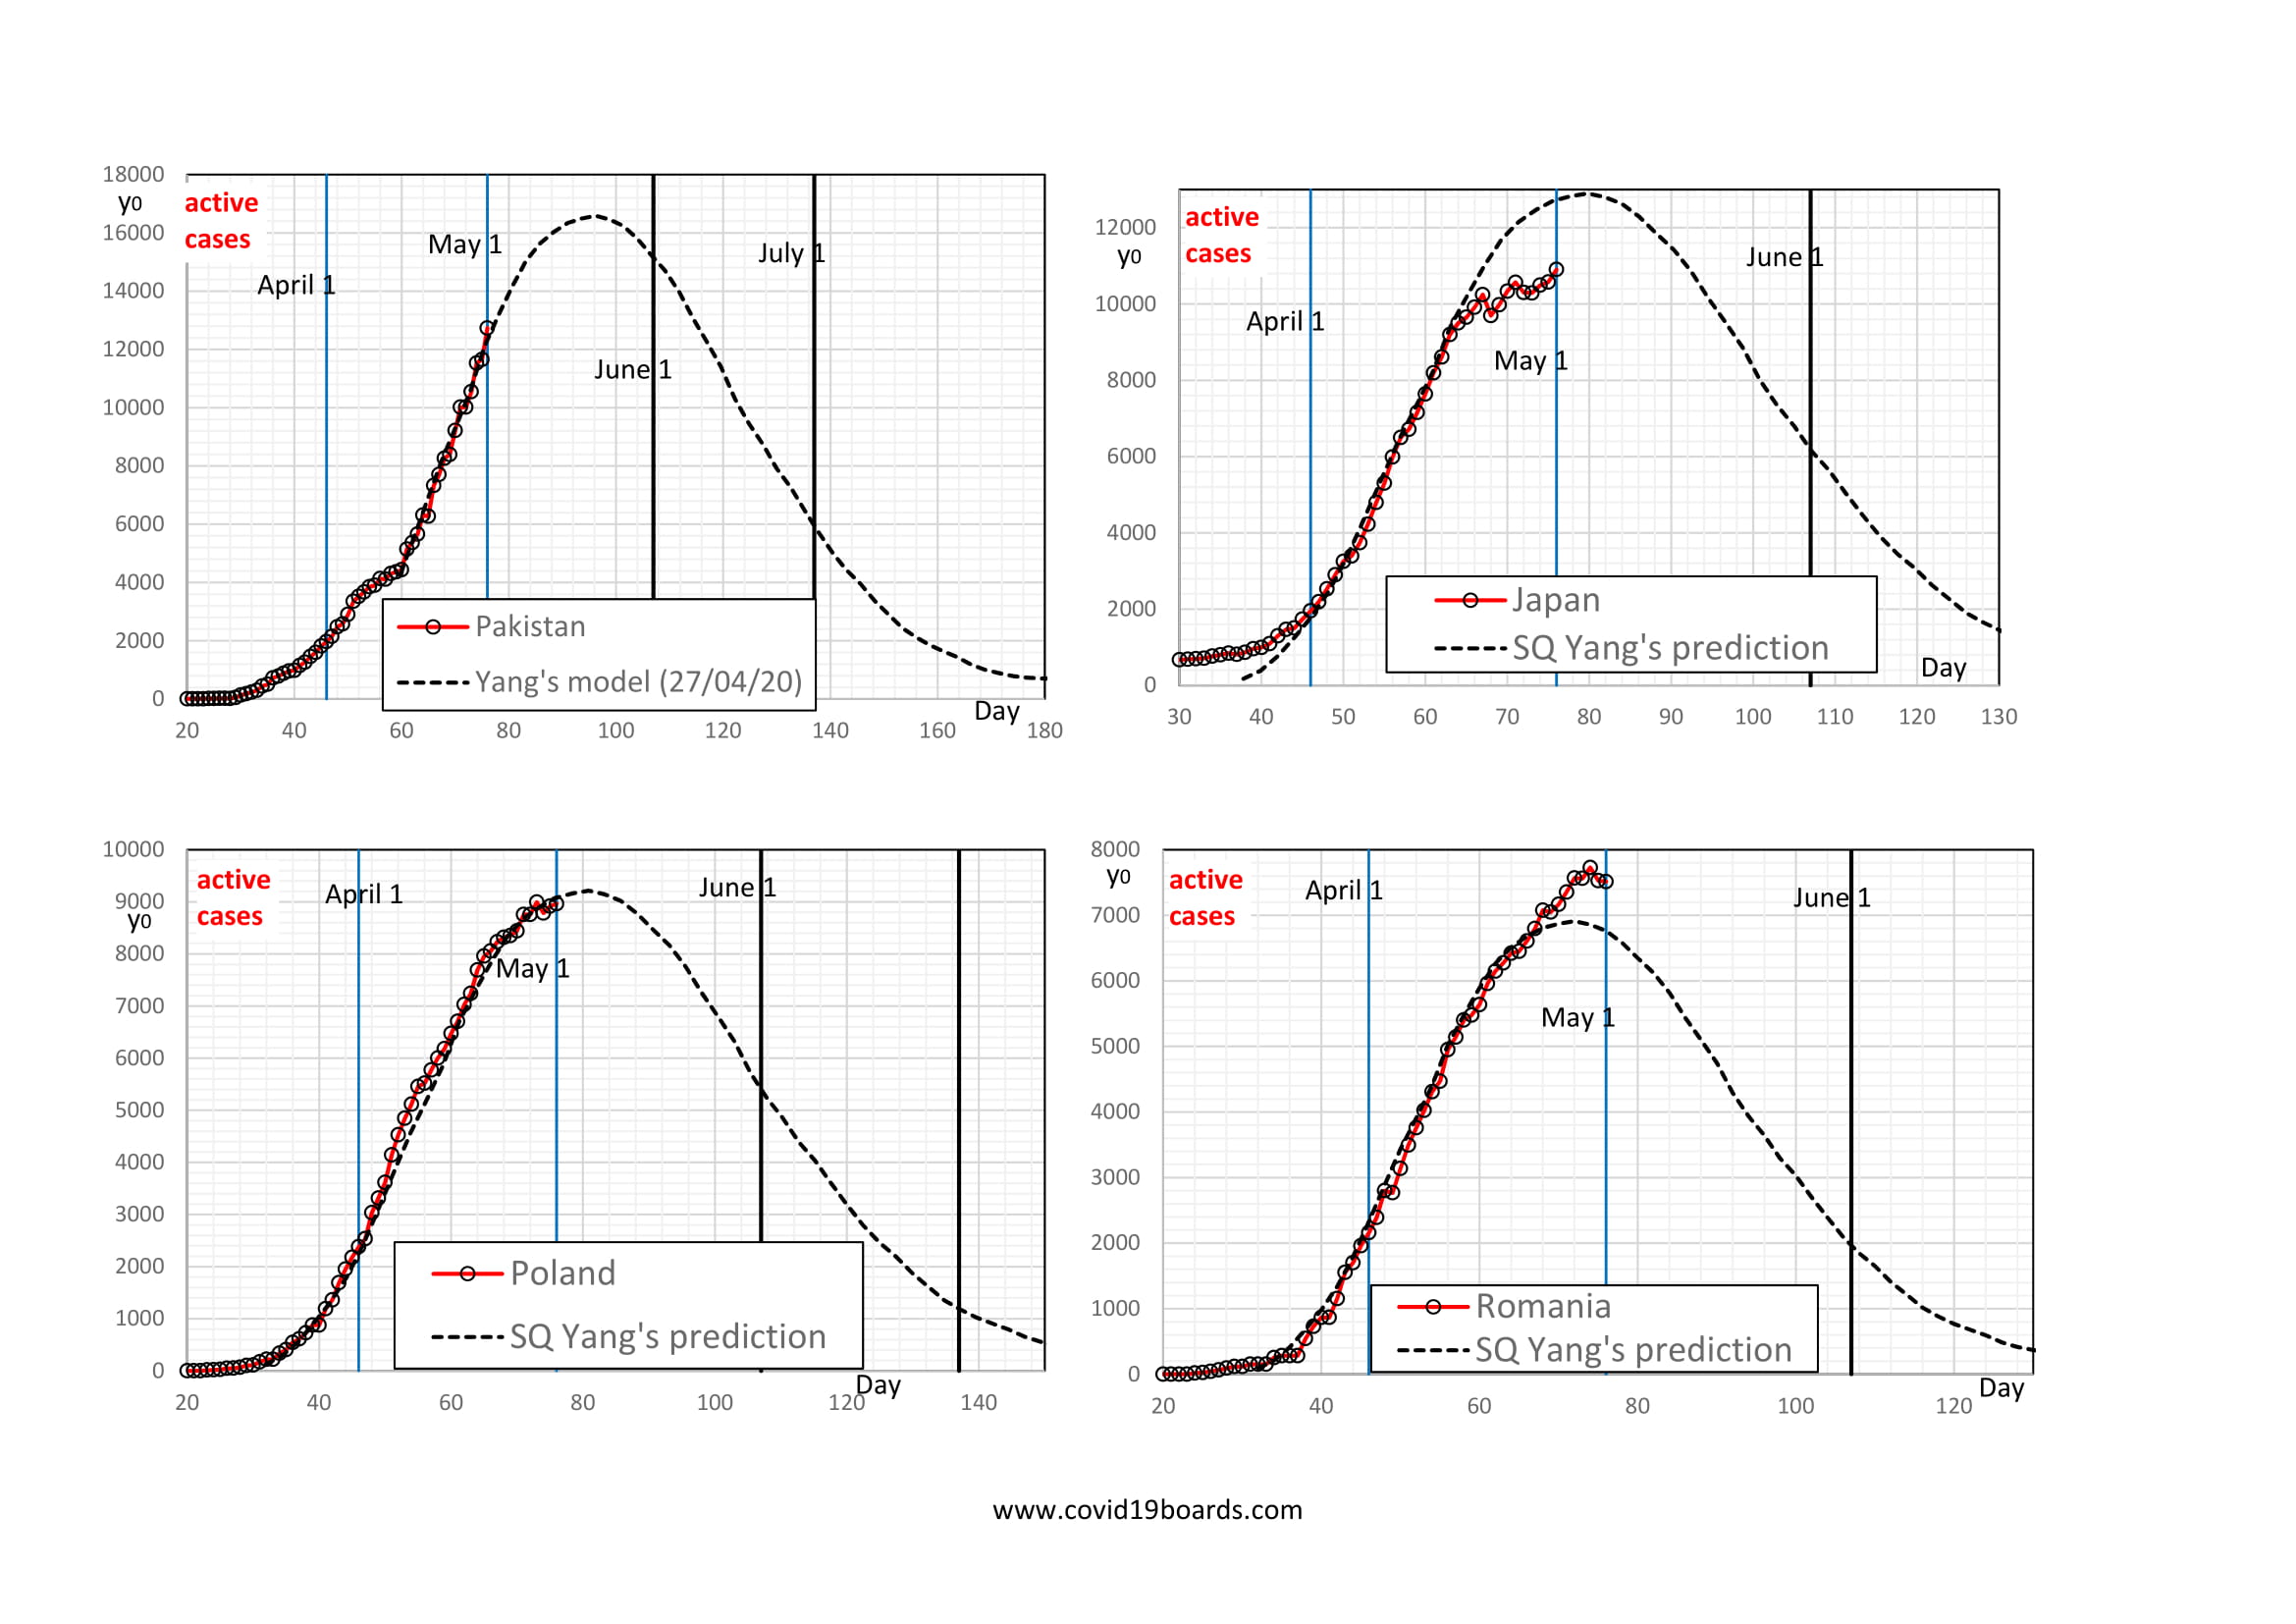 18000
y0
active
cases
16000
May 1
July 1
April 1
14000
12000
June 1
10000
8000
6000
4000
Pakistan
2000
Yang's model (27/04/20)
0
Day
20
40
60
80
100
120
140
160
180
active
cases
12000
y0
June 1
10000
April 1
May 1
8000
6000
4000
Japan
2000
SQ Yang's prediction
Day
0
30
40
50
60
70
80
90
100
110
120
130
10000
active
cases
April 1
June 1
9000
y0
8000
May 1
7000
6000
5000
4000
3000
2000
Poland
1000
SQ Yang's prediction
0
Day
20
40
60
80
100
120
140
8000
y0
active
cases
April 1
June 1
7000
6000
May 1
5000
4000
3000
2000
Romania
1000
SQ Yang's prediction
0
Day
20
40
60
80
100
120
www.covid19boards.com